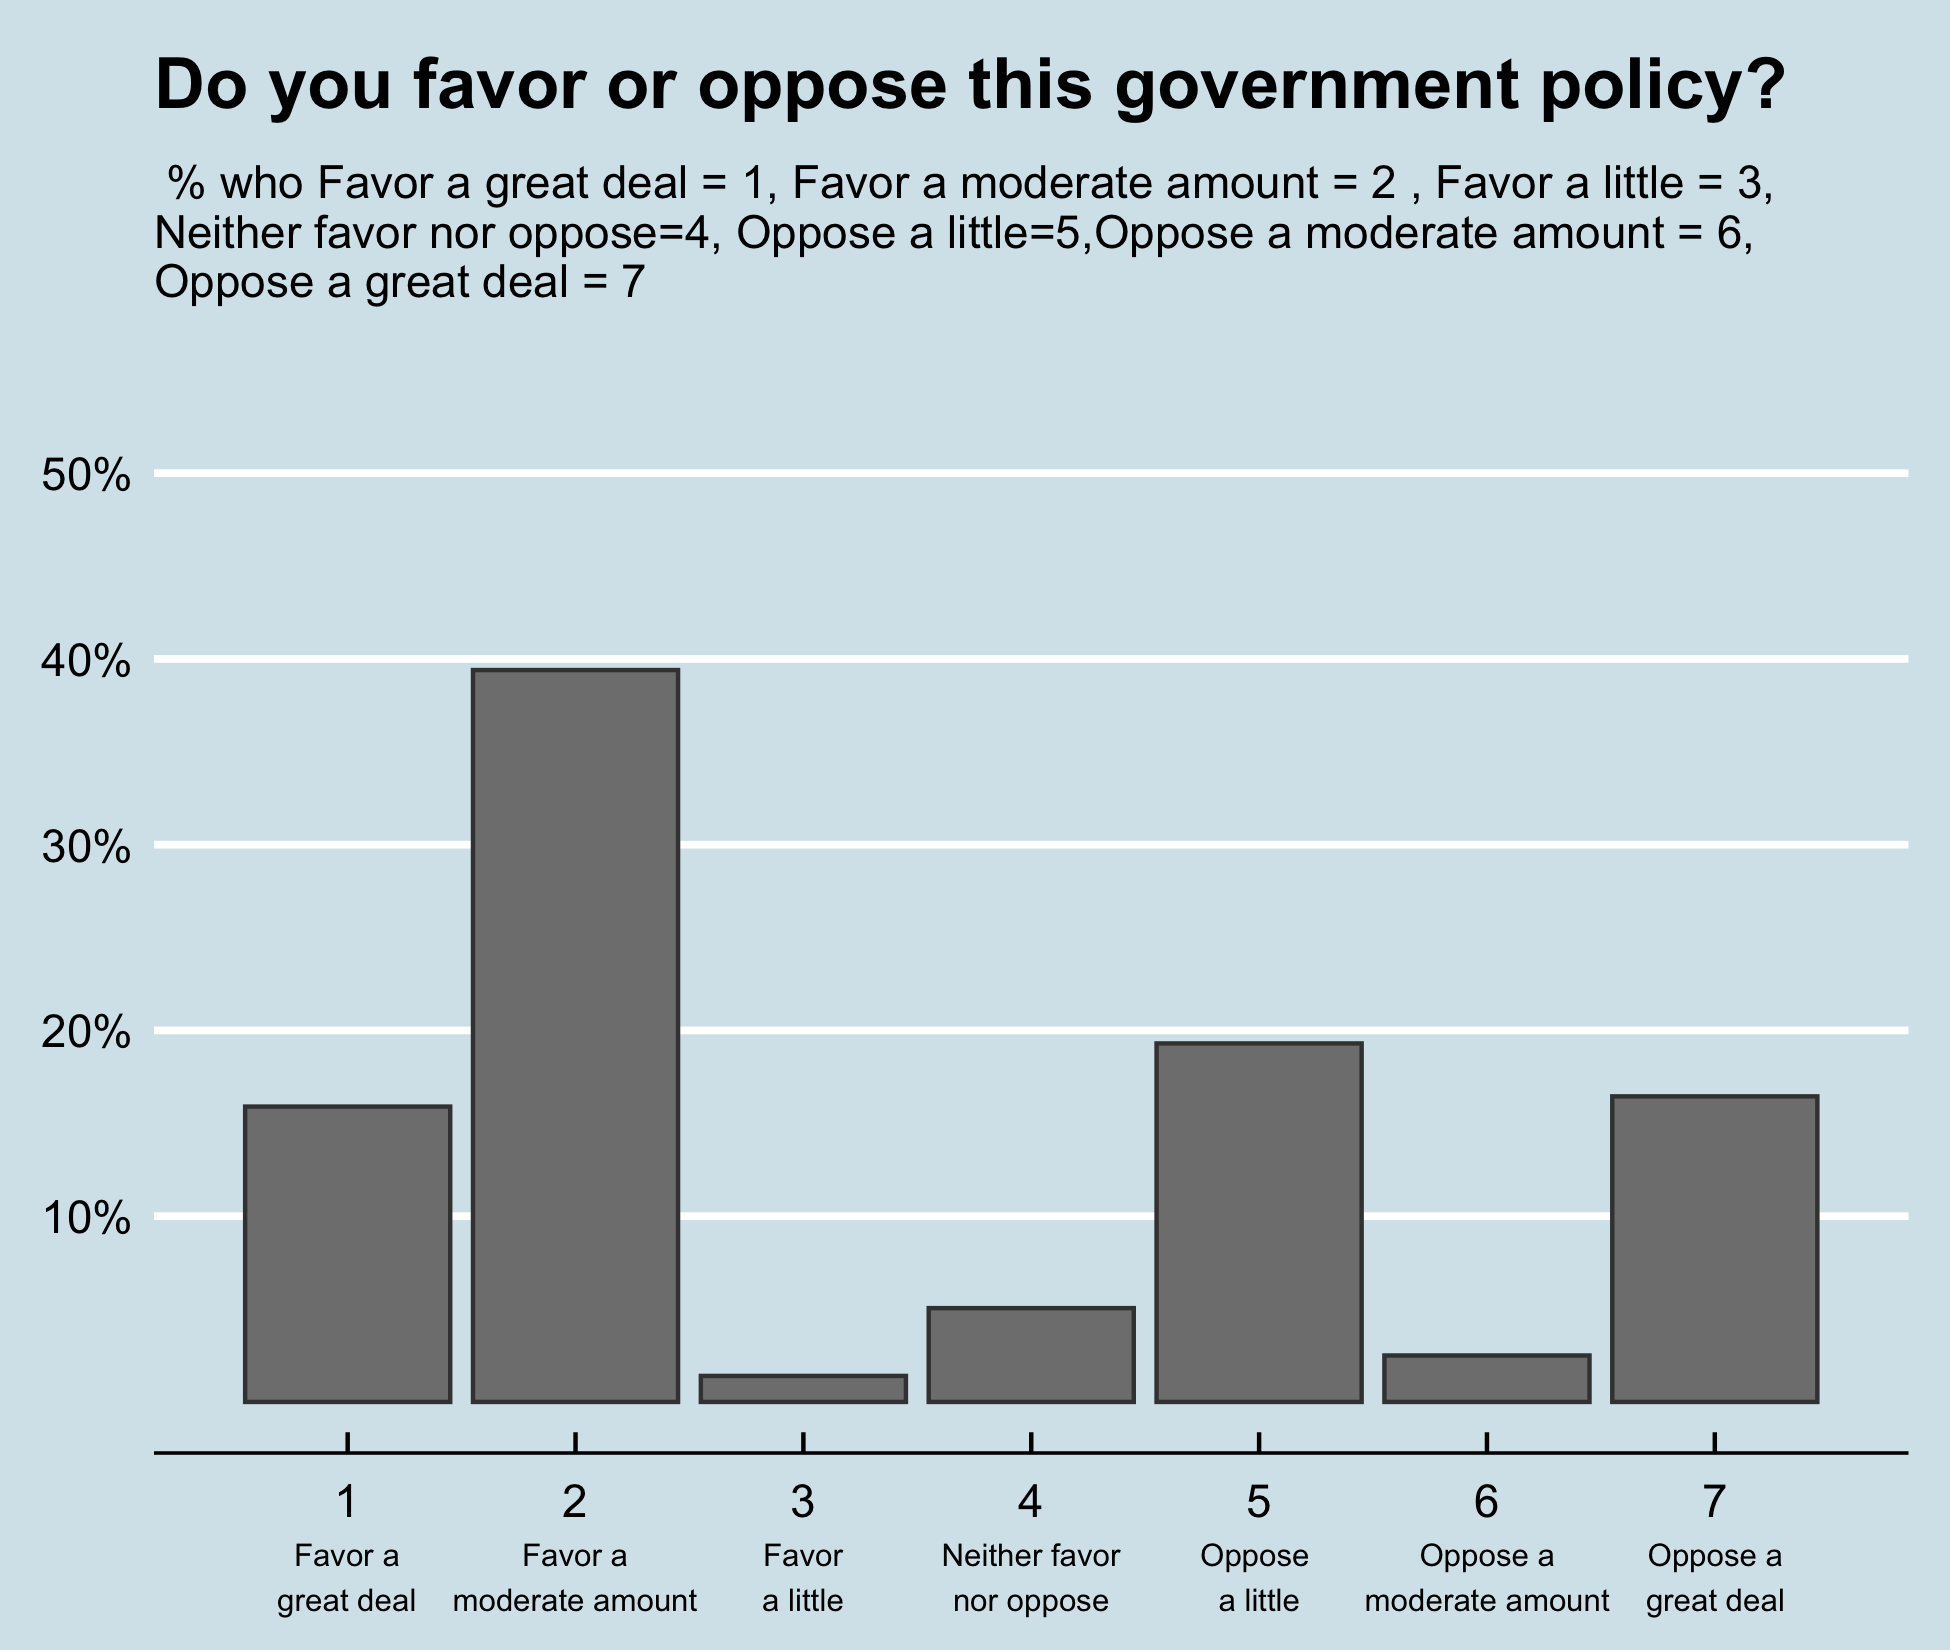 Do you favor or oppose this government policy?
% who Favor a great deal = 1, Favor a moderate amount = 2 , Favor a little = 3,
Neither favor nor oppose=4, Oppose a little=5,Oppose a moderate amount = 6,
Oppose a great deal = 7
50%
40%
30%
20%
10%
1 2 3 4 5 6 7
Favor a Favor a Favor Neither favor Oppose Oppose a Oppose a
great deal moderate amount a little nor oppose a little moderate amount great deal